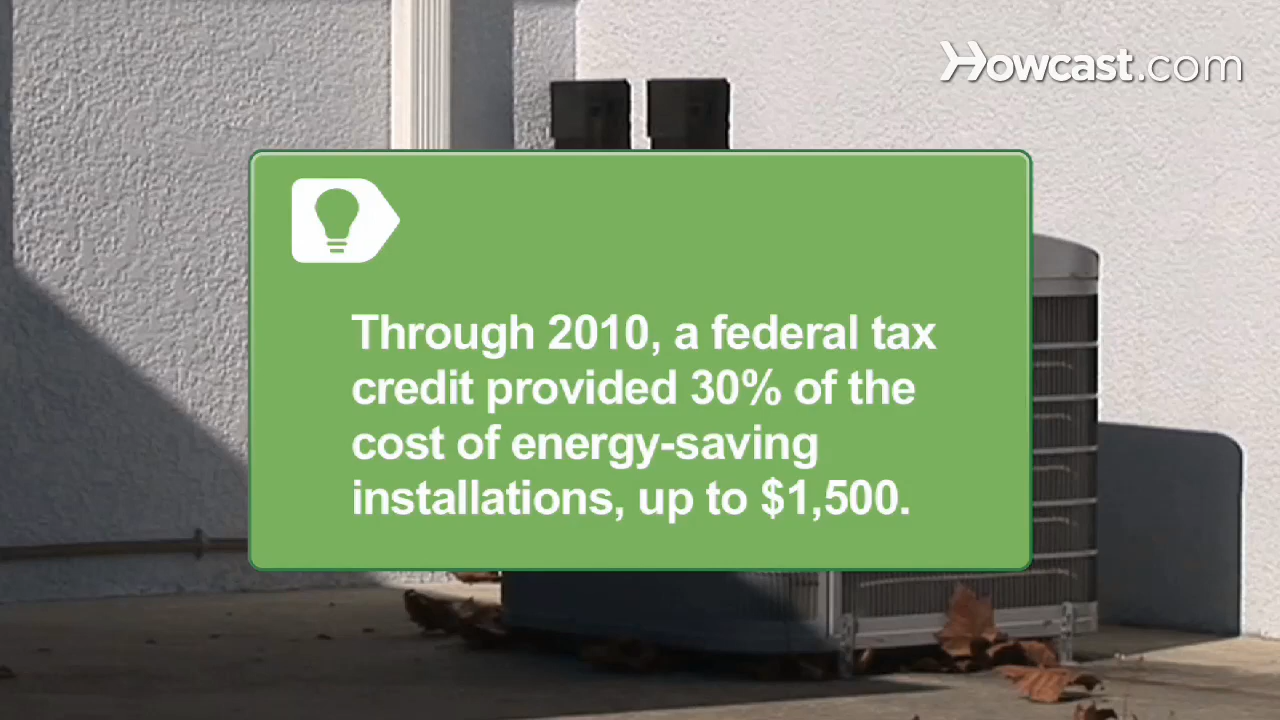 Howcast.com
Through 2010, a federal tax
credit provided 30% of the
cost of energy-saving
installations, up to $1,500.